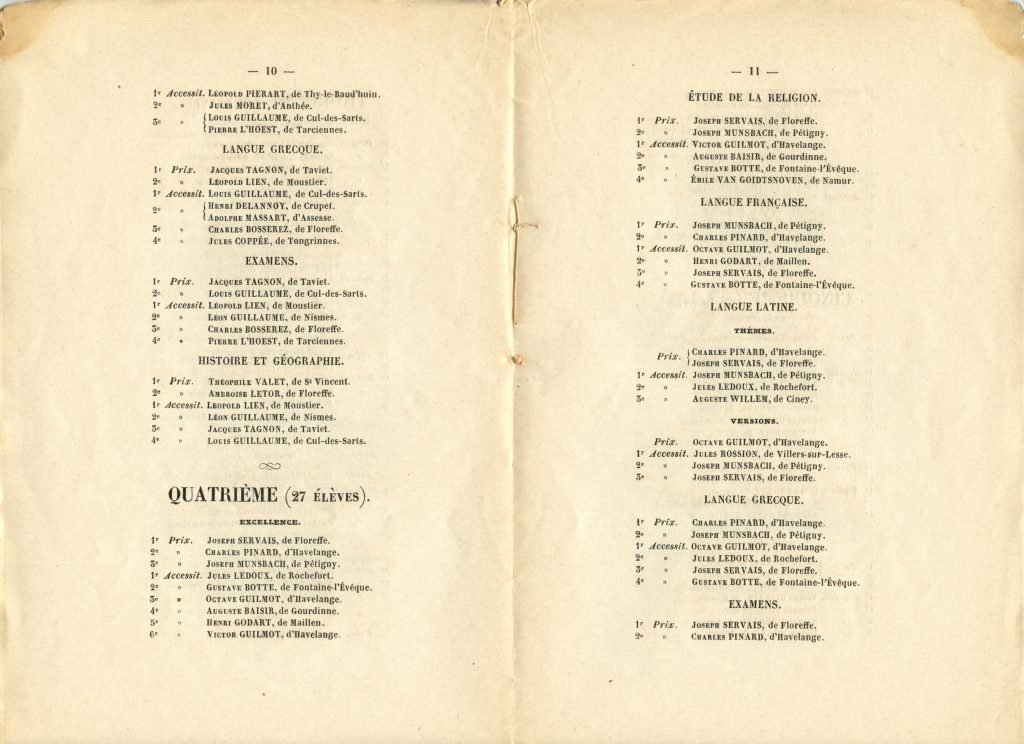 — 10 —
1r Accessit. Léopold PIERART, de Thy-le-Baud'huin.
2e » Jules MORET, d'Anthée.
3e » { Louis GUILLAUME, de Cul-des-Sarts.
Pierre L'HOEST, de Tarciennes.
LANGUE GRECQUE.
1r Prix. Jacques TAGNON, de Taviet.
2e » Léopold LIEN, de Moustier.
1r Accessit. Louis GUILLAUME, de Cul-des-Sarts.
2e » { Henri DELANNOY, de Crupet.
Adolphe MASSART, d'Assesse.
3e » Charles BOSSEREZ, de Floreffe.
4e » Jules COPPÉE, de Tongrinnes.
EXAMENS.
1r Prix. Jacques TAGNON, de Taviet.
2e » Louis GUILLAUME, de Cul-des-Sarts.
1r Accessit. Léopold LIEN, de Moustier.
2e » Léon GUILLAUME, de Nismes.
3e » Charles BOSSEREZ, de Floreffe.
4e » Pierre L'HOEST, de Tarciennes.
HISTOIRE ET GÉOGRAPHIE.
1r Prix. Théophile VALET, de St Vincent.
2e » Ambroise LETOR, de Floreffe.
1r Accessit. Léopold LIEN, de Moustier.
2e » Léon GUILLAUME, de Nismes.
3e » Jacques TAGNON, de Taviet.
4e » Louis GUILLAUME, de Cul-des-Sarts.
QUATRIÈME (27 ÉLÈVES).
EXCELLENCE.
1r Prix. Joseph SERVAIS, de Floreffe.
2e » Charles PINARD, d'Havelange.
3e » Joseph MUNSBACH, de Pétigny.
1r Accessit. Jules LEDOUX, de Rochefort.
2e » Gustave BOTTE, de Fontaine-l'Évêque.
3e » Octave GUILMOT, d'Havelange.
4e » Auguste BAISIR, de Gourdinne.
5e » Henri GODART, de Maillen.
6e » Victor GUILMOT, d'Havelange.
— 11 —
ÉTUDE DE LA RELIGION.
1r Prix. Joseph SERVAIS, de Floreffe.
2e » Joseph MUNSBACH, de Pétigny.
1r Accessit. Victor GUILMOT, d'Havelange.
2e » Auguste BAISIR, de Gourdinne.
3e » Gustave BOTTE, de Fontaine-l'Évêque.
4e » Émile VAN GOIDTSNOVEN, de Namur.
LANGUE FRANÇAISE.
1r Prix. Joseph MUNSBACH, de Pétigny.
2e » Charles PINARD, d'Havelange.
1r Accessit. Octave GUILMOT, d'Havelange.
2e » Henri GODART, de Maillen.
3e » Joseph SERVAIS, de Floreffe.
4e » Gustave BOTTE, de Fontaine-l'Évêque.
LANGUE LATINE.
THÈMES.
Prix. { Charles PINARD, d'Havelange.
Joseph SERVAIS, de Floreffe.
1r Accessit. Joseph MUNSBACH, de Pétigny.
2e » Jules LEDOUX, de Rochefort.
3e » Auguste WILLEM, de Ciney.
VERSIONS.
Prix. Octave GUILMOT, d'Havelange.
1r Accessit. Jules ROSSION, de Villers-sur-Lesse.
2e » Joseph MUNSBACH, de Pétigny.
3e » Joseph SERVAIS, de Floreffe.
LANGUE GRECQUE.
1r Prix. Charles PINARD, d'Havelange.
2e » Joseph MUNSBACH, de Pétigny.
1r Accessit. Octave GUILMOT, d'Havelange.
2e » Jules LEDOUX, de Rochefort.
3e » Joseph SERVAIS, de Floreffe.
4e » Gustave BOTTE, de Fontaine-l'Évêque.
EXAMENS.
1r Prix. Joseph SERVAIS, de Floreffe.
2e » Charles PINARD, d'Havelange.